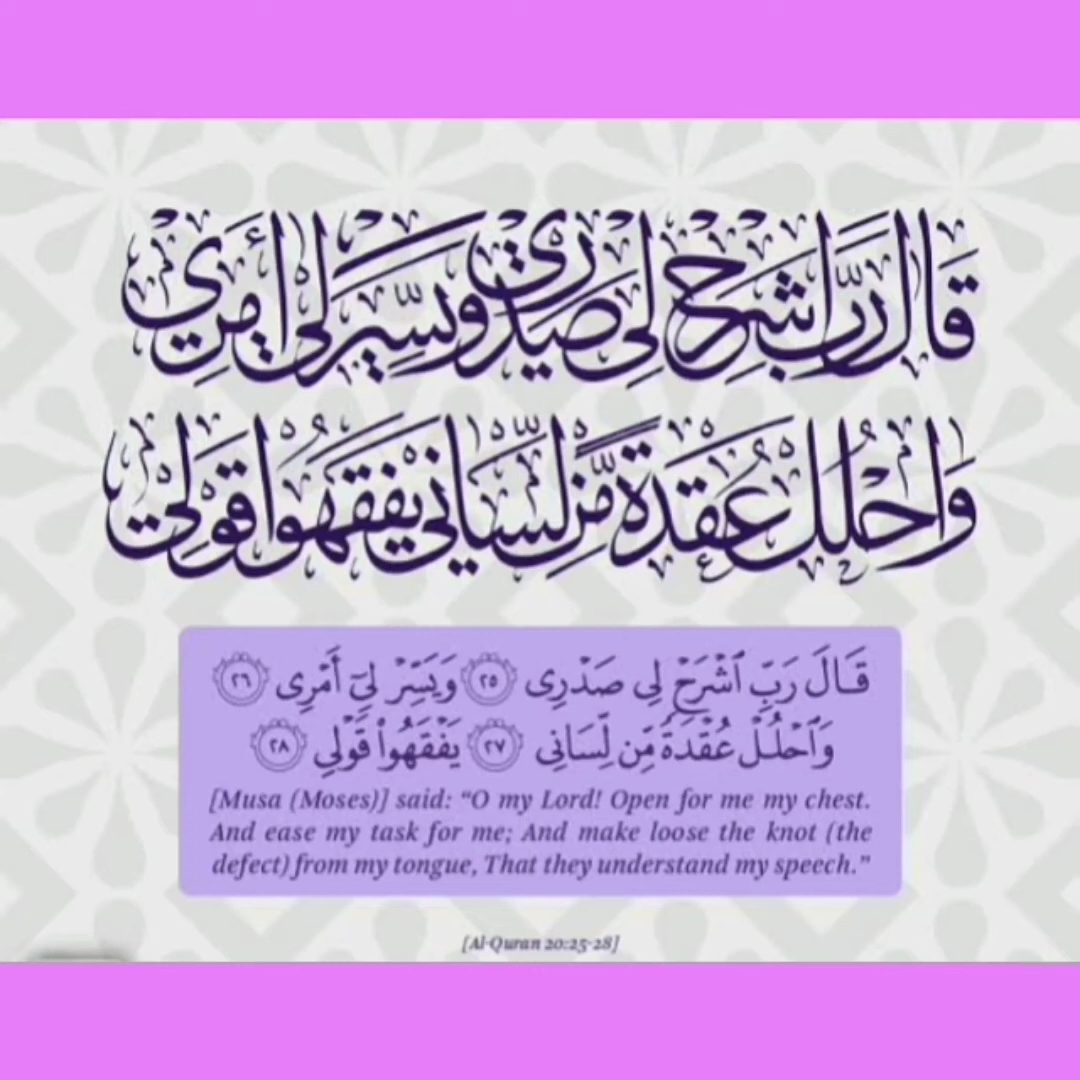 قَالَ رَبِّ اشْرَحْ لِي صَدْرِي وَيَسِّرْ لِي أَمْرِي
وَاحْلُلْ عُقْدَةً مِّن لِّسَانِي يَفْقَهُوا قَوْلِي
قَالَ رَبِّ ٱشْرَحْ لِى صَدْرِى ٢٥ وَيَسِّرْ لِىٓ أَمْرِى ٢٦
وَٱحْلُلْ عُقْدَةً مِّن لِّسَانِى ٢٧ يَفْقَهُوا۟ قَوْلِى ٢٨
[Musa (Moses)] said: “O my Lord! Open for me my chest.
And ease my task for me; And make loose the knot (the
defect) from my tongue, That they understand my speech.”
[Al-Quran 20:25-28]